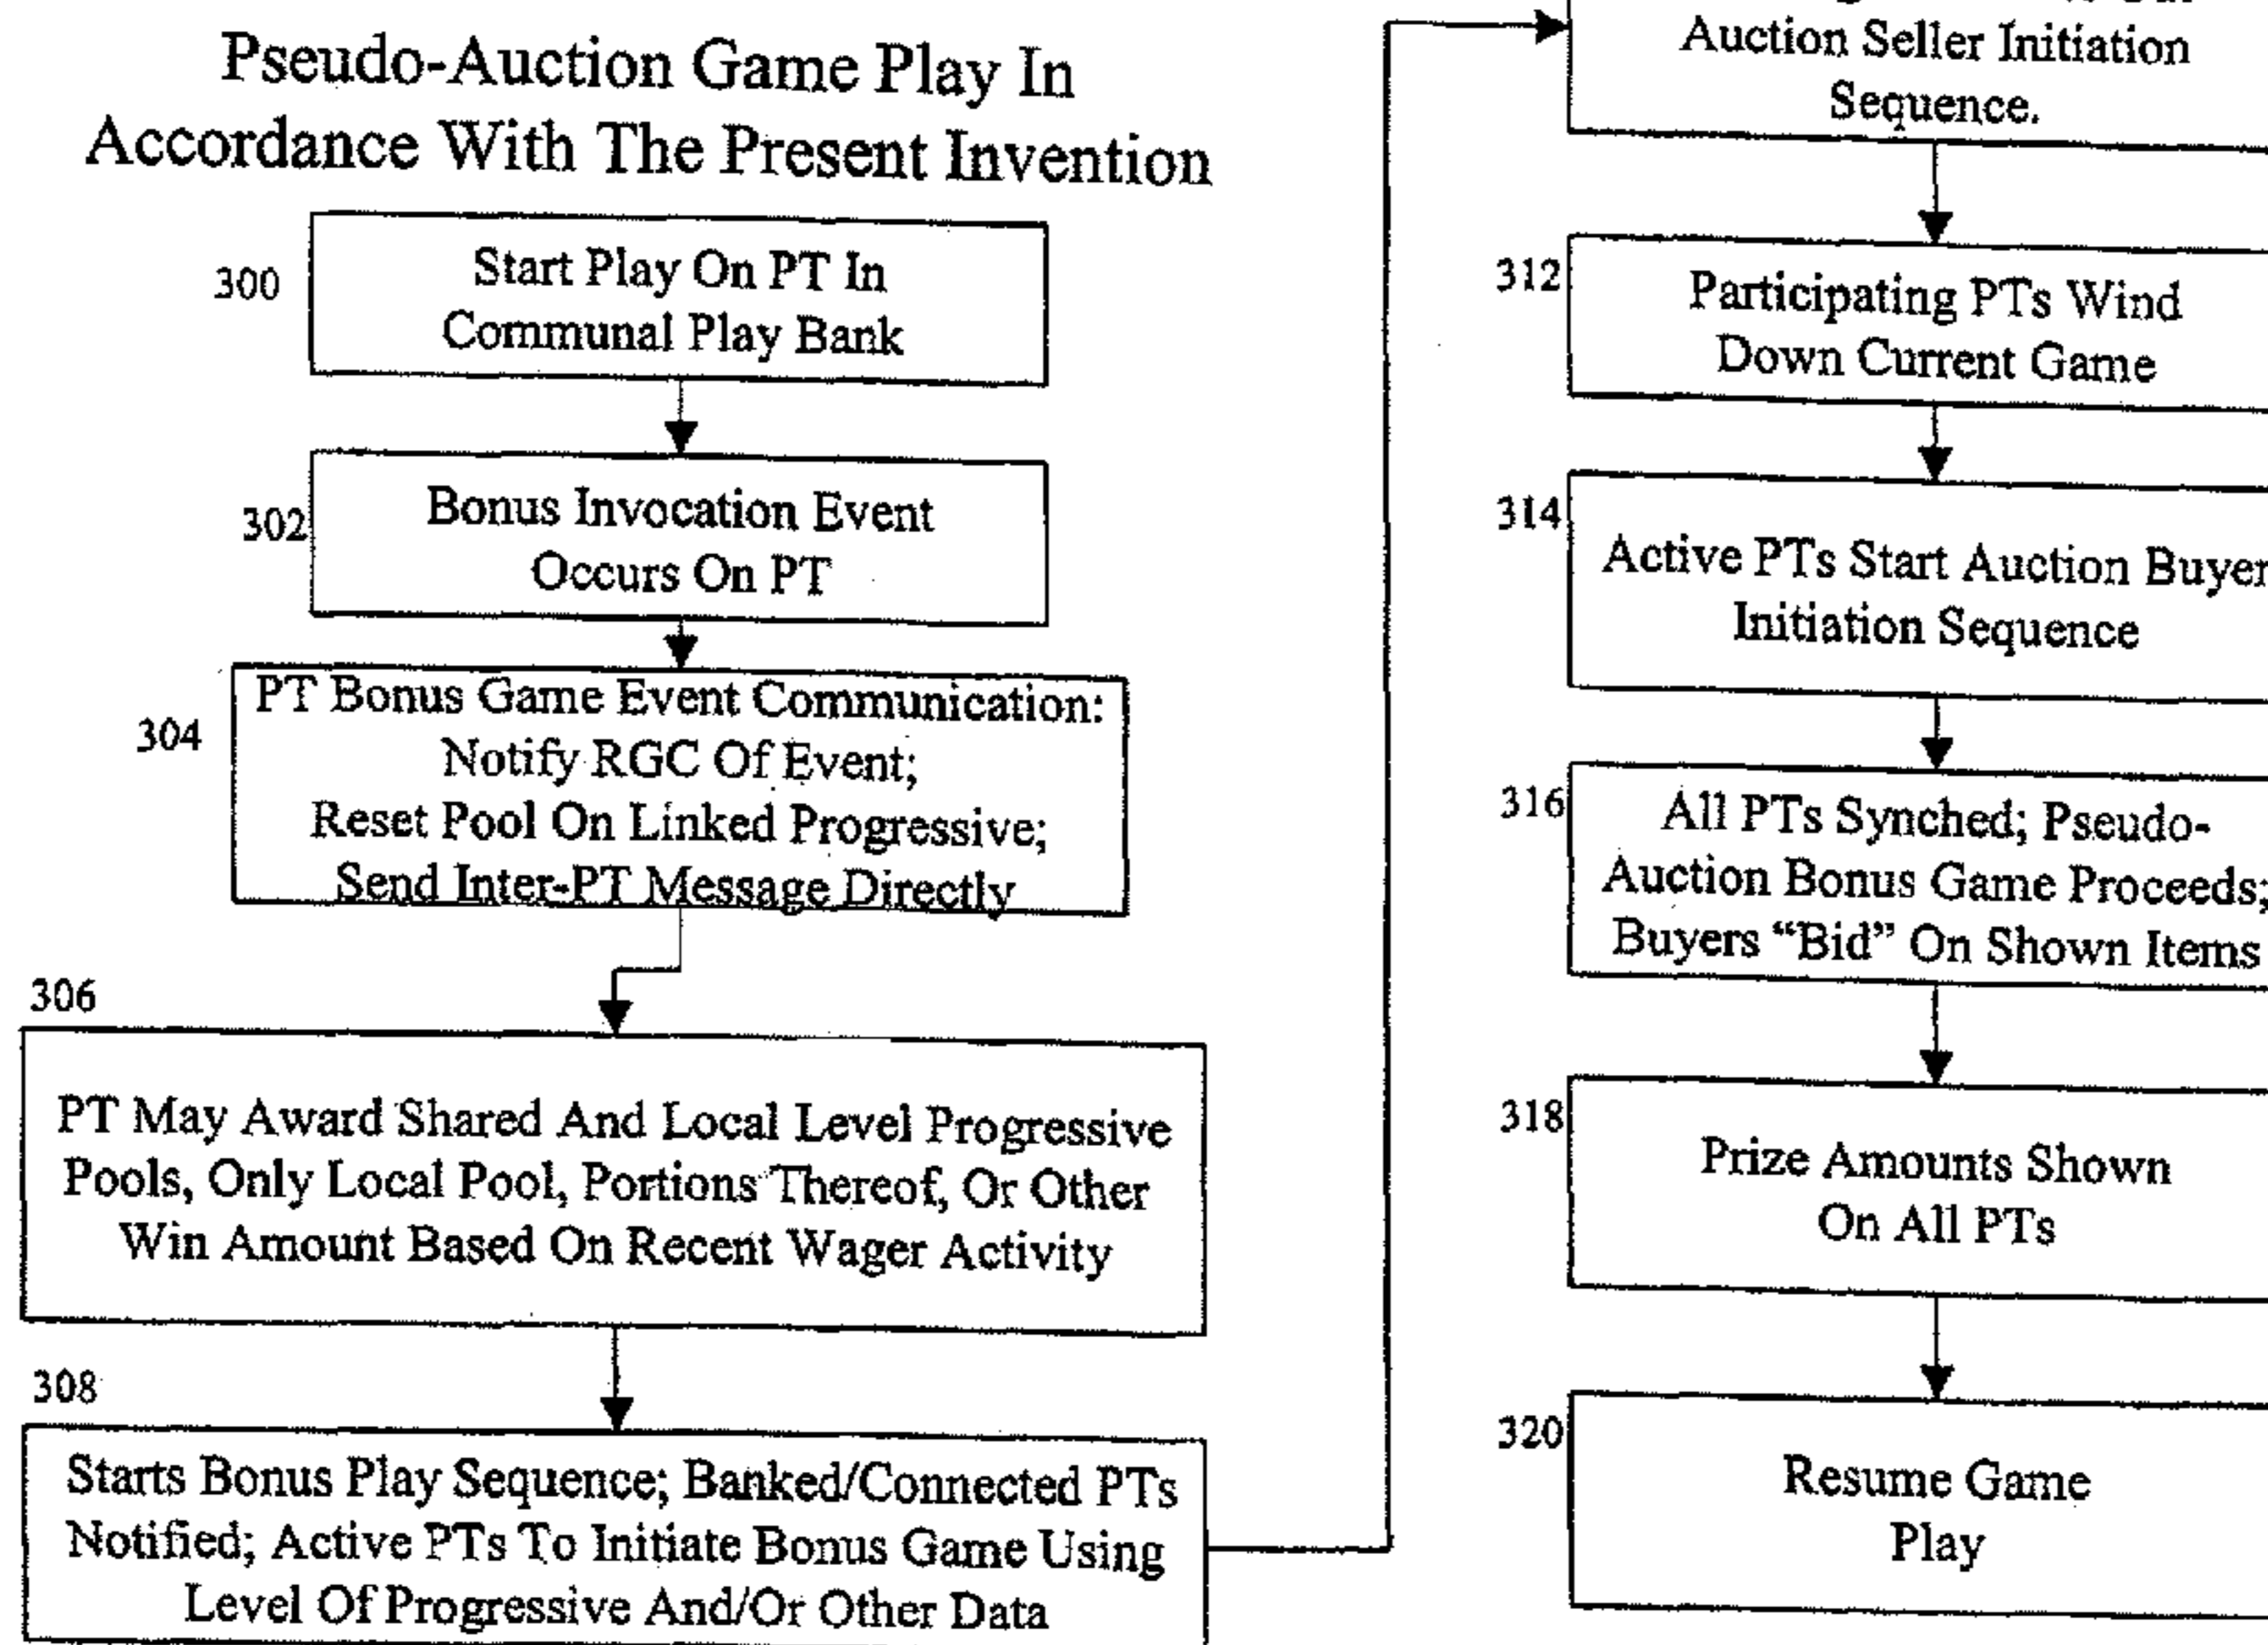 Pseudo-Auction Game Play In
Accordance With The Present Invention
300
Start Play On PT In
Communal Play Bank
302
Bonus Invocation Event
Occurs On PT
304
PT Bonus Game Event Communication:
Notify RGC Of Event;
Reset Pool On Linked Progressive;
Send Inter-PT Message Directly
306
PT May Award Shared And Local Level Progressive
Pools, Only Local Pool, Portions Thereof, Or Other
Win Amount Based On Recent Wager Activity
308
Starts Bonus Play Sequence; Banked/Connected PTs
Notified; Active PTs To Initiate Bonus Game Using
Level Of Progressive And/Or Other Data
Auction Seller Initiation
Sequence.
312
Participating PTs Wind
Down Current Game
314
Active PTs Start Auction Buyer
Initiation Sequence
316
All PTs Synched; Pseudo-
Auction Bonus Game Proceeds;
Buyers “Bid” On Shown Items
318
Prize Amounts Shown
On All PTs
320
Resume Game
Play